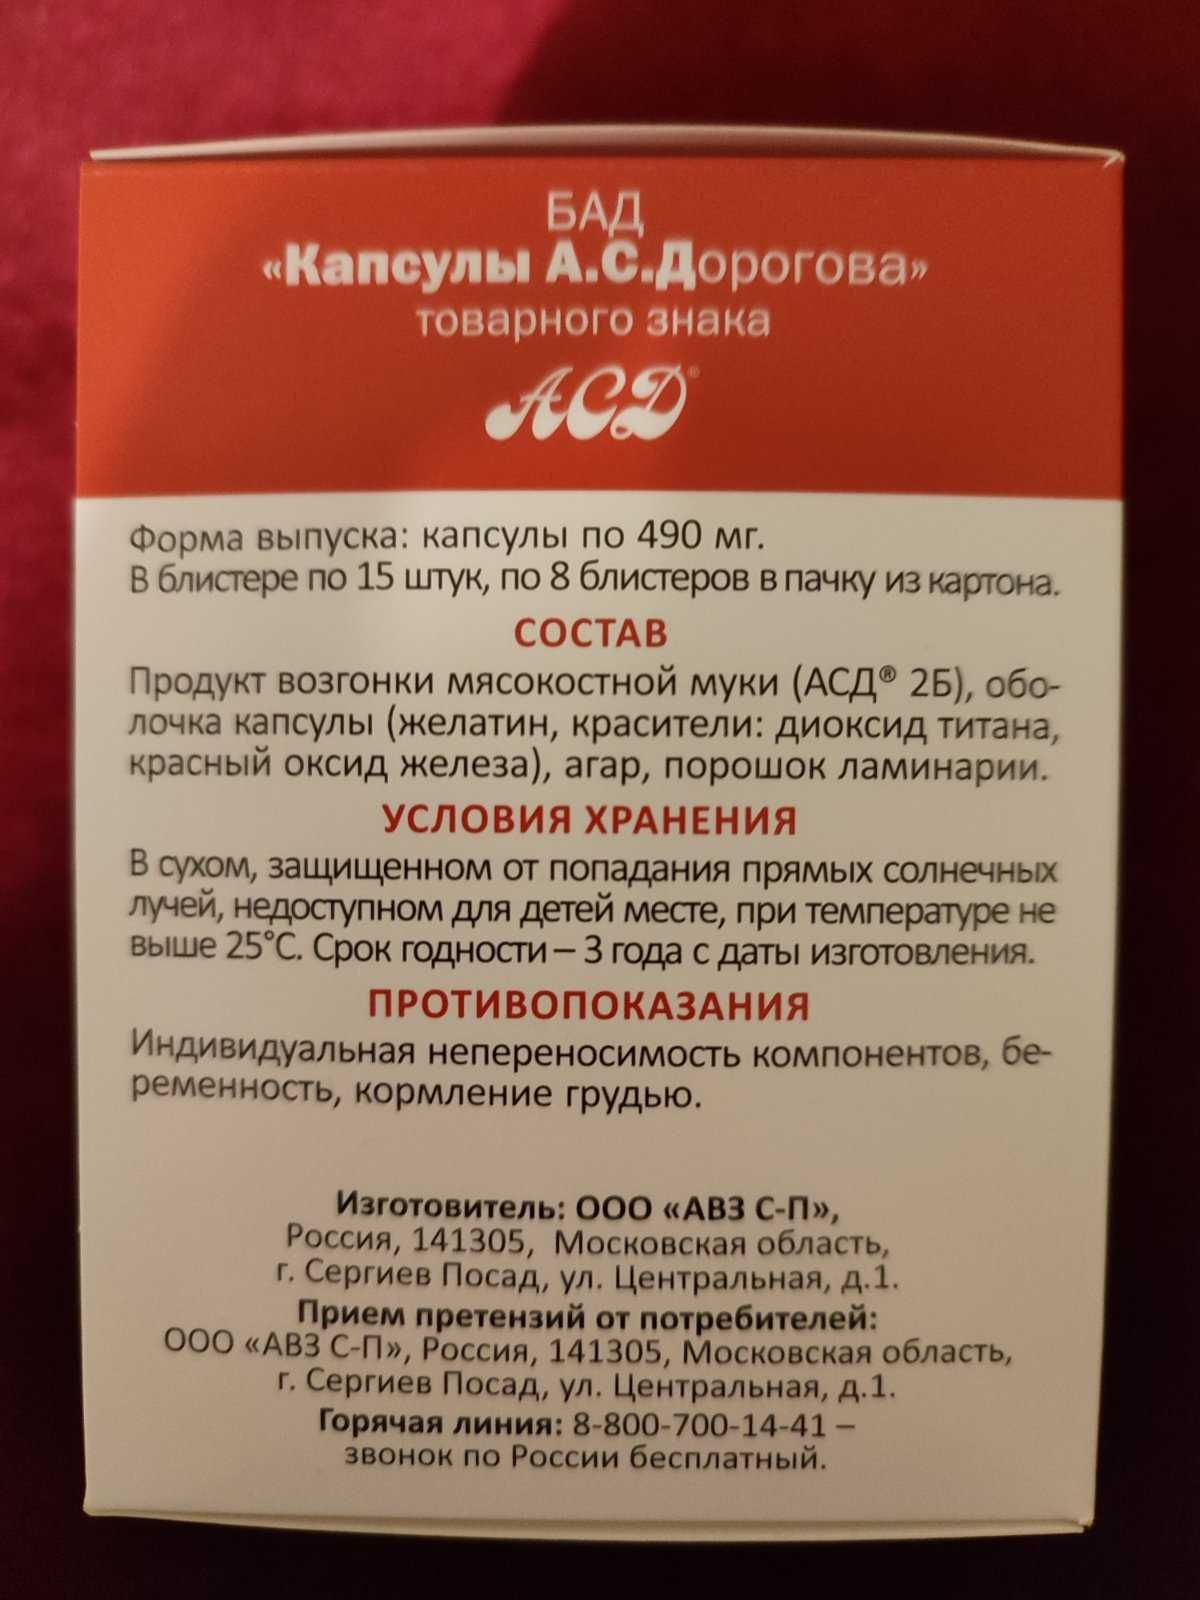 БАД
«Капсулы А.С.Дорогова»
товарного знака
АСД®
Форма выпуска: капсулы по 490 мг.
В блистере по 15 штук, по 8 блистеров в пачку из картона.
СОСТАВ
Продукт возгонки мясокостной муки (АСД® 2Б), обо-
лочка капсулы (желатин, красители: диоксид титана,
красный оксид железа), агар, порошок ламинарии.
УСЛОВИЯ ХРАНЕНИЯ
В сухом, защищенном от попадания прямых солнечных
лучей, недоступном для детей месте, при температуре не
выше 25°С. Срок годности – 3 года с даты изготовления.
ПРОТИВОПОКАЗАНИЯ
Индивидуальная непереносимость компонентов, бе-
ременность, кормление грудью.
Изготовитель: ООО «АВЗ С-П»,
Россия, 141305, Московская область,
г. Сергиев Посад, ул. Центральная, д.1.
Прием претензий от потребителей:
ООО «АВЗ С-П», Россия, 141305, Московская область,
г. Сергиев Посад, ул. Центральная, д.1.
Горячая линия: 8-800-700-14-41 –
звонок по России бесплатный.